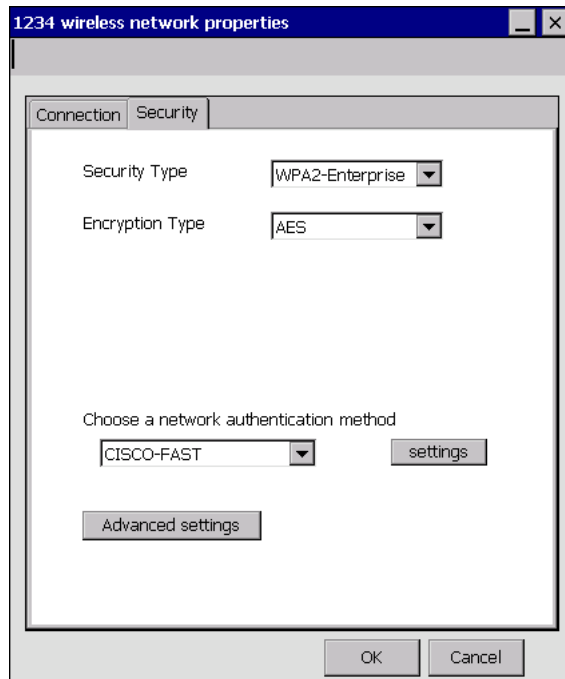 1234 wireless network properties
Connection Security
Security Type WPA2-Enterprise
Encryption Type AES
Choose a network authentication method
CISCO-FAST settings
Advanced settings
OK Cancel